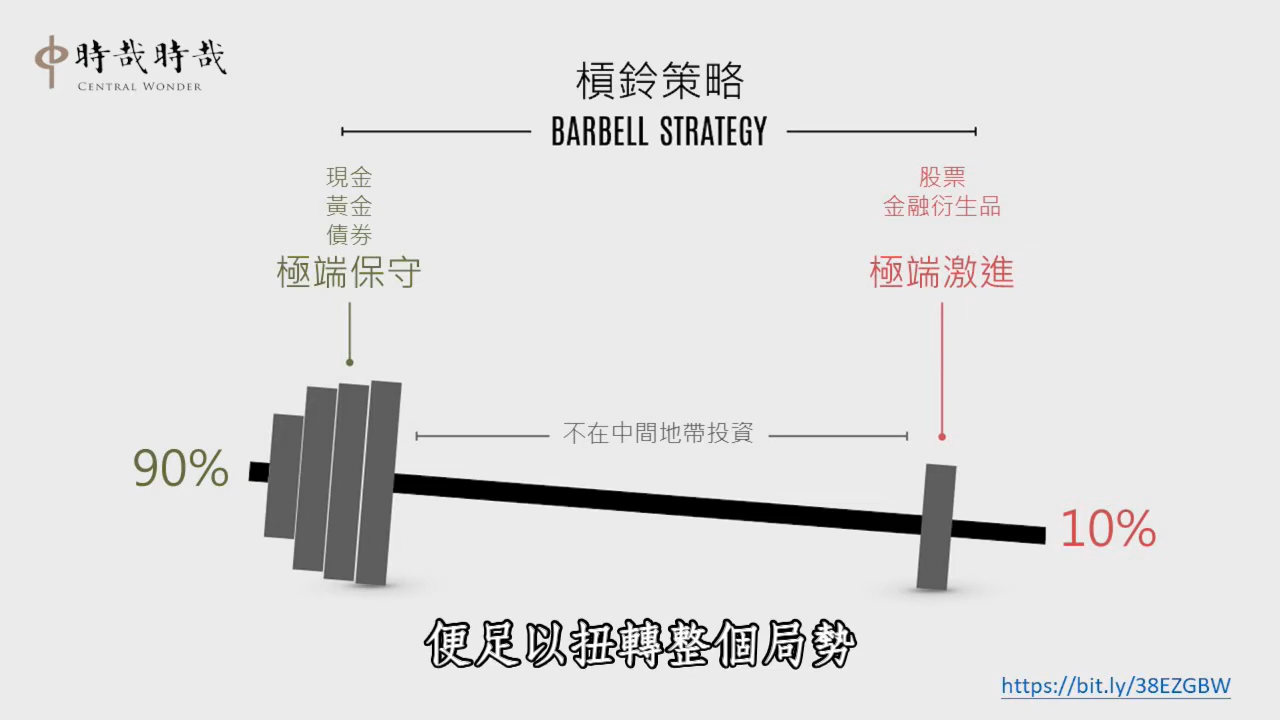 時哉時哉
CENTRAL WONDER
槓鈴策略
BARBELL STRATEGY
現金
黃金
債券
極端保守
股票
金融衍生品
極端激進
不在中間地帶投資
90%
10%
便足以扭轉整個局勢
https://bit.ly/38EZGBW